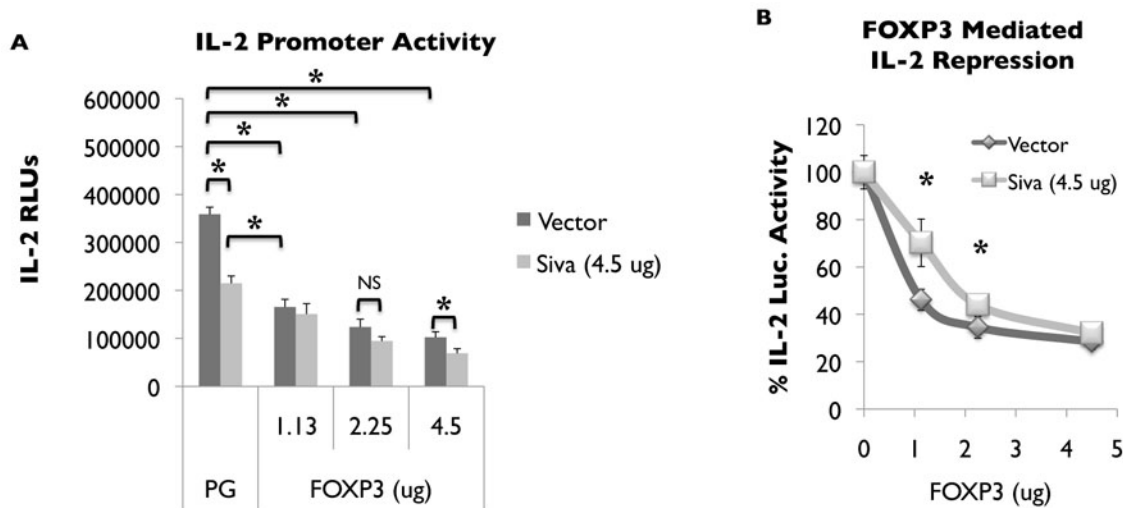 A
IL-2 Promoter Activity
IL-2 RLUs
600000
500000
400000
300000
200000
100000
0
*
*
*
*
*
NS
*
Vector
Siva (4.5 ug)
1.13
2.25
4.5
PG
FOXP3 (ug)
B
FOXP3 Mediated
IL-2 Repression
% IL-2 Luc. Activity
120
100
80
60
40
20
0
*
*
Vector
Siva (4.5 ug)
0
1
2
3
4
5
FOXP3 (ug)